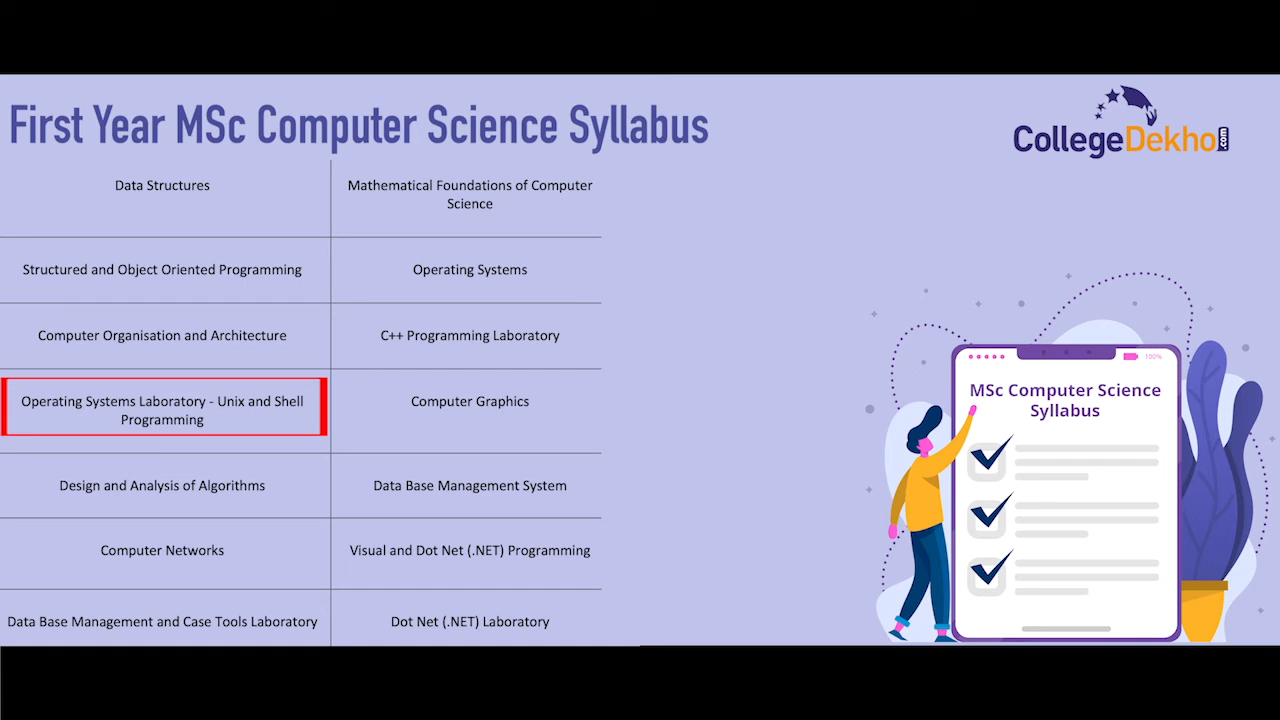 First Year MSc Computer Science Syllabus
CollegeDekho.com
Data Structures
Mathematical Foundations of Computer
Science
Structured and Object Oriented Programming
Operating Systems
Computer Organisation and Architecture
C++ Programming Laboratory
Operating Systems Laboratory - Unix and Shell
Programming
Computer Graphics
Design and Analysis of Algorithms
Data Base Management System
Computer Networks
Visual and Dot Net (.NET) Programming
Data Base Management and Case Tools Laboratory
Dot Net (.NET) Laboratory
100%
MSc Computer Science
Syllabus